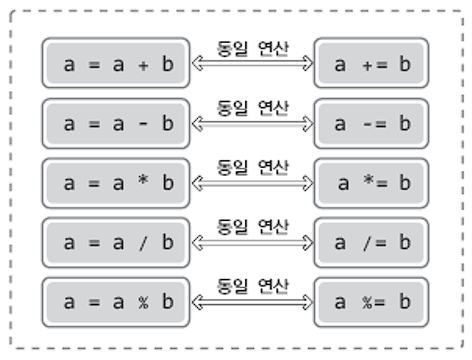 a = a + b 동일 연산 a += b
a = a - b 동일 연산 a -= b
a = a * b 동일 연산 a *= b
a = a / b 동일 연산 a /= b
a = a % b 동일 연산 a %= b